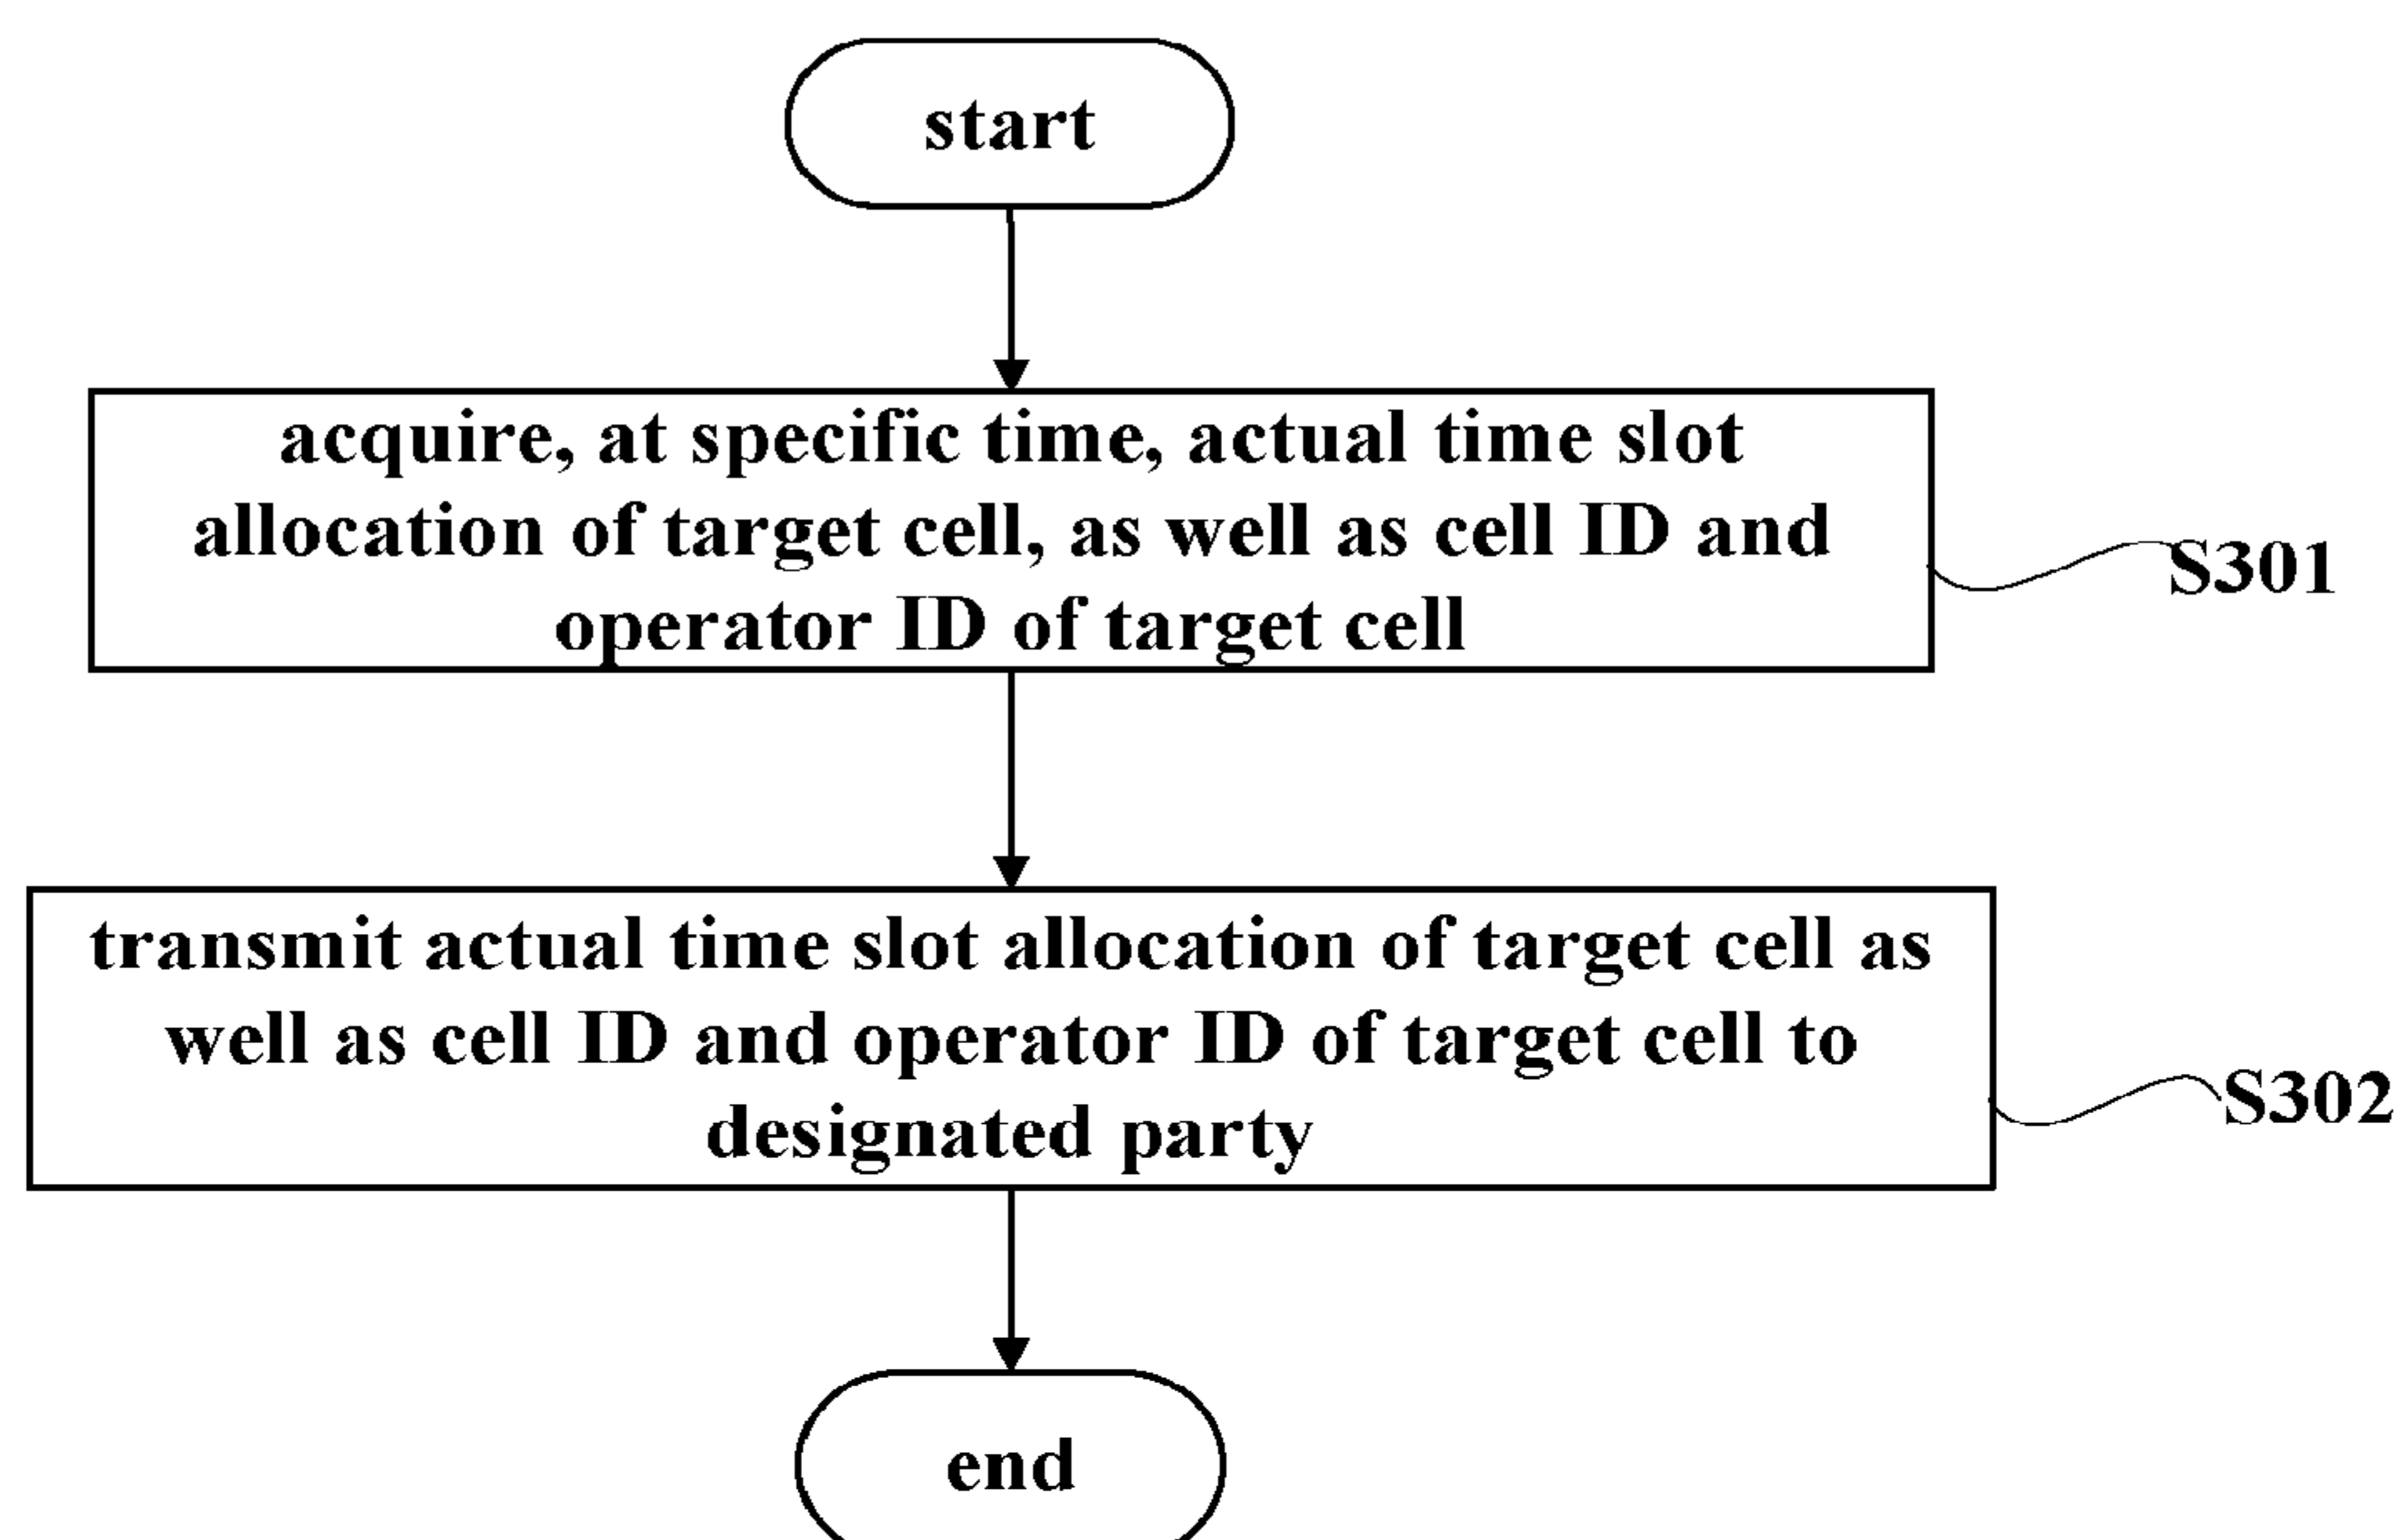 start
acquire, at specific time, actual time slot
allocation of target cell, as well as cell ID and
operator ID of target cell
S301
transmit actual time slot allocation of target cell as
well as cell ID and operator ID of target cell to
designated party
S302
end